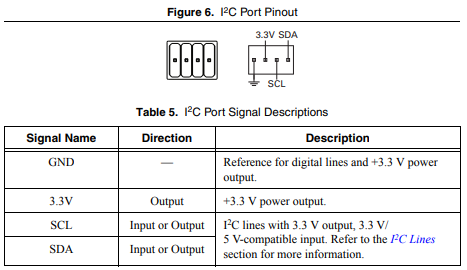 Figure 6. I2C Port Pinout
3.3V SDA
SCL
Table 5. I2C Port Signal Descriptions
Signal Name Direction Description
GND — Reference for digital lines and +3.3 V power
output.
3.3V Output +3.3 V power output.
SCL Input or Output I2C lines with 3.3 V output, 3.3 V/
5 V-compatible input. Refer to the I2C Lines
SDA Input or Output section for more information.